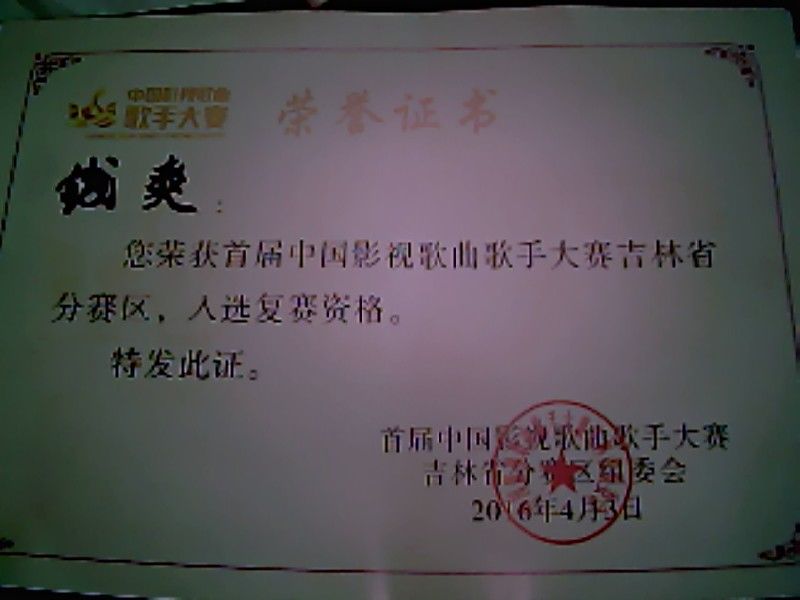 中国影视歌曲
歌手大赛
荣誉证书
钱爽：
您荣获首届中国影视歌曲歌手大赛吉林省
分赛区，入选复赛资格。
特发此证。
首届中国影视歌曲歌手大赛
吉林省分赛区组委会
2016年4月3日